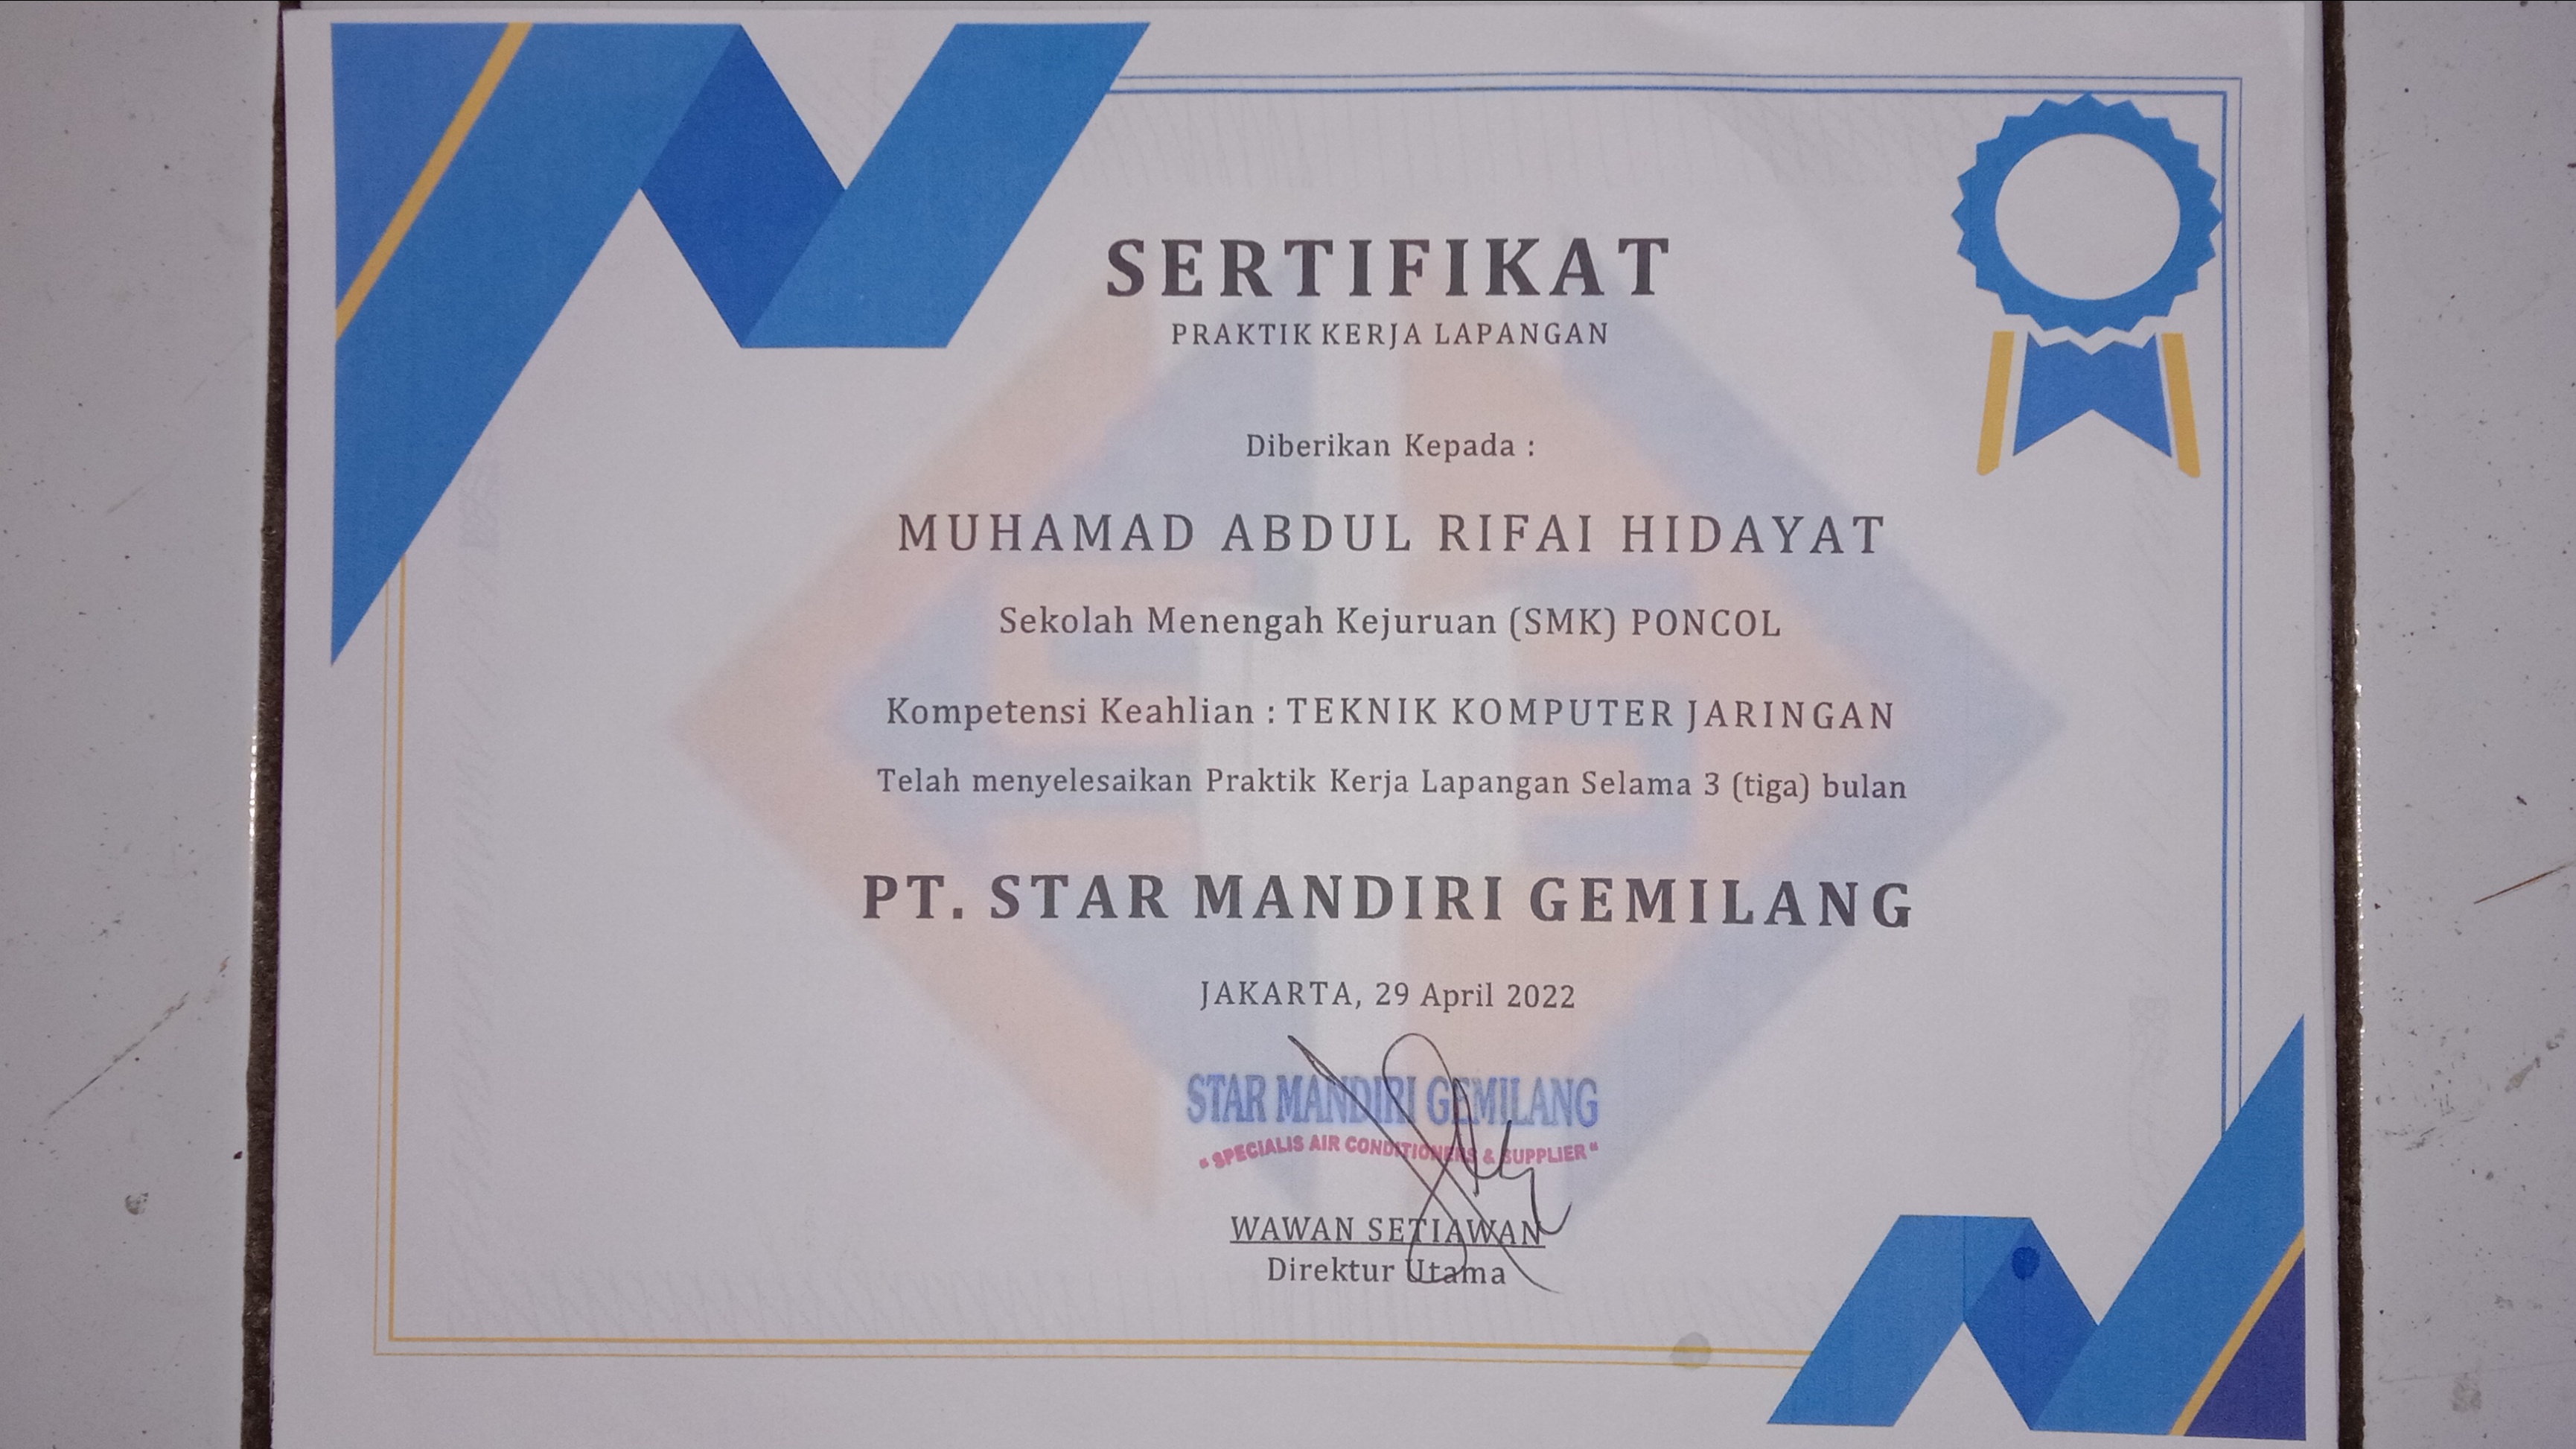 SERTIFIKAT
PRAKTIK KERJA LAPANGAN
Diberikan Kepada :
MUHAMAD ABDUL RIFAI HIDAYAT
Sekolah Menengah Kejuruan (SMK) PONCOL
Kompetensi Keahlian : TEKNIK KOMPUTER JARINGAN
Telah menyelesaikan Praktik Kerja Lapangan Selama 3 (tiga) bulan
PT. STAR MANDIRI GEMILANG
JAKARTA, 29 April 2022
STAR MANDIRI GEMILANG
" SPECIALIS AIR CONDITIONERS & SUPPLIER "
WAWAN SETIAWAN
Direktur Utama